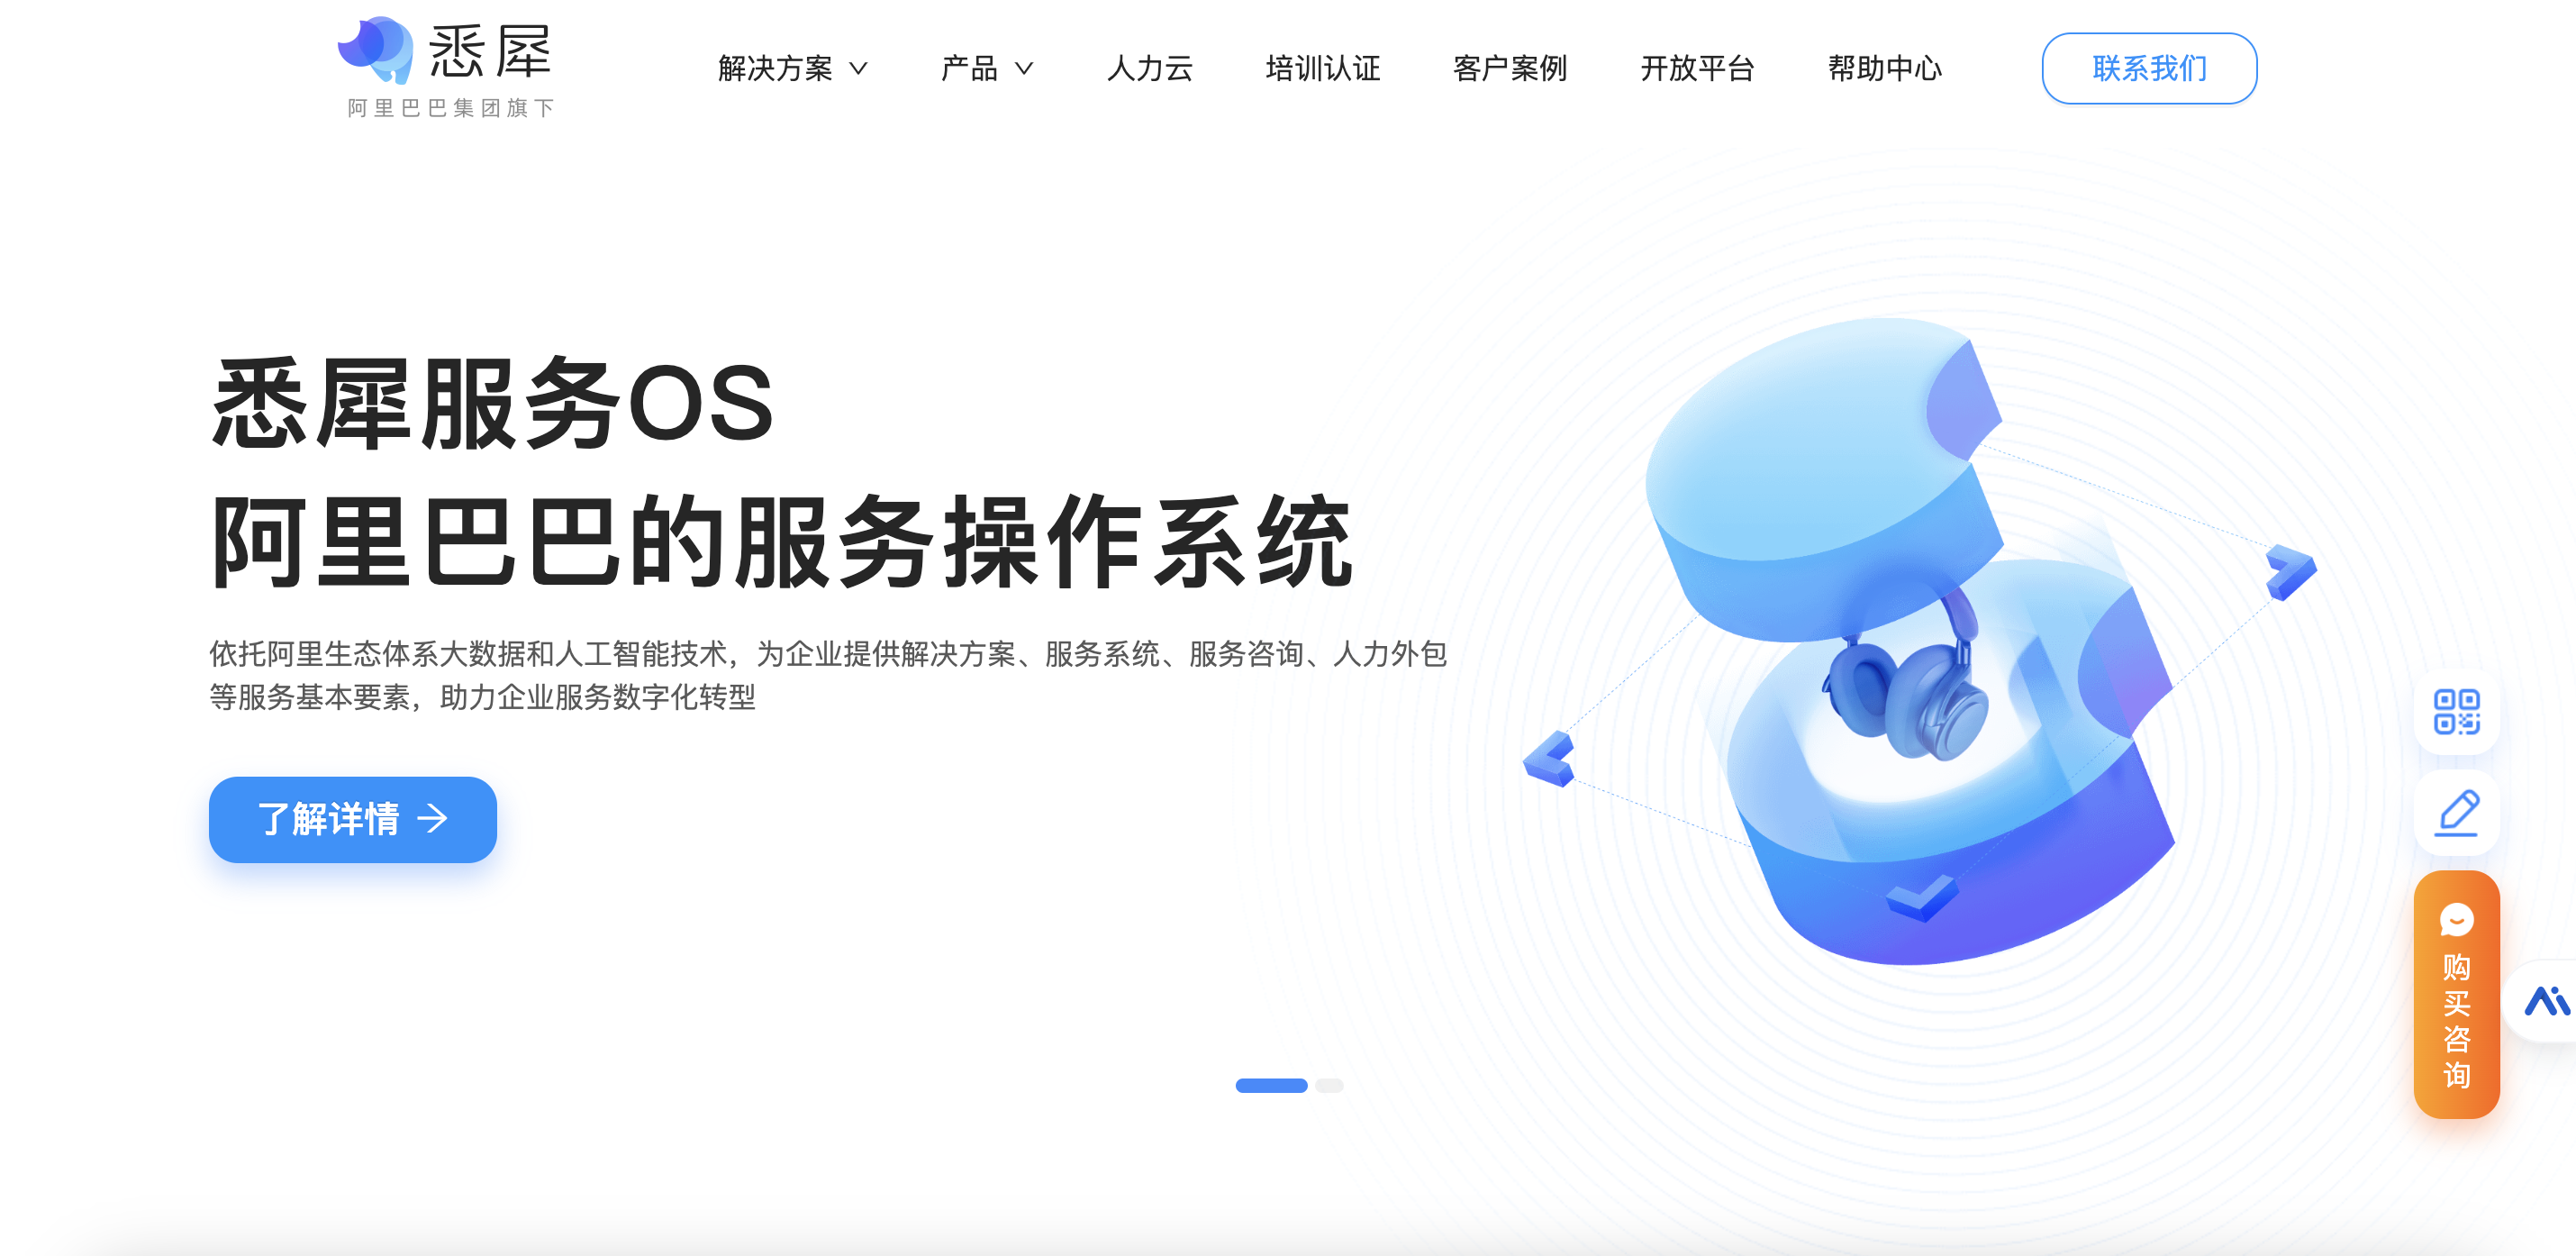 悉犀
阿里巴巴集团旗下
解决方案
产品
人力云
培训认证
客户案例
开放平台
帮助中心
联系我们
悉犀服务OS
阿里巴巴的服务操作系统
依托阿里生态体系大数据和人工智能技术，为企业提供解决方案、服务系统、服务咨询、人力外包
等服务基本要素，助力企业服务数字化转型
了解详情
购买咨询
Ai